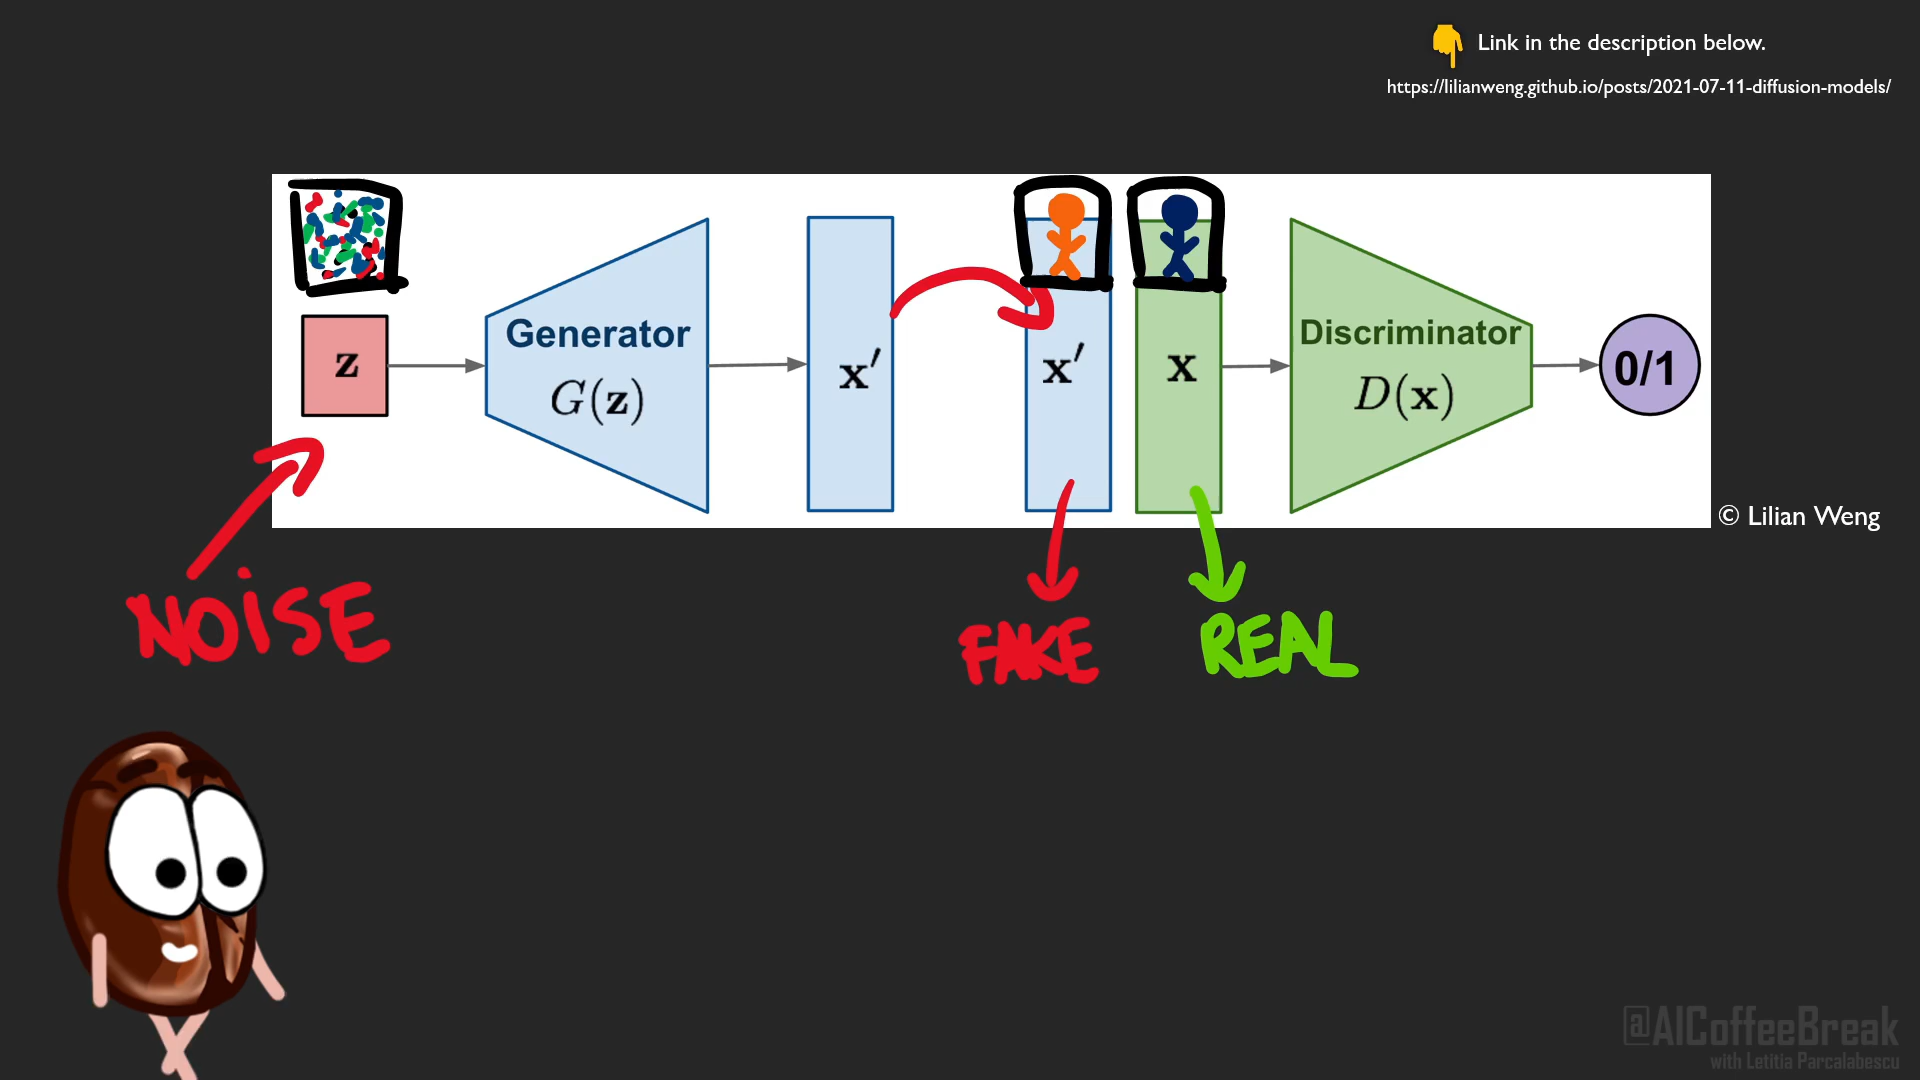 Link in the description below.
https://lilianweng.github.io/posts/2021-07-11-diffusion-models/
z
Generator
G(z)
x′
x′
x
Discriminator
D(x)
0/1
© Lilian Weng
NOISE
FAKE
REAL
@AICoffeeBreak
with Letitia Parcalabescu